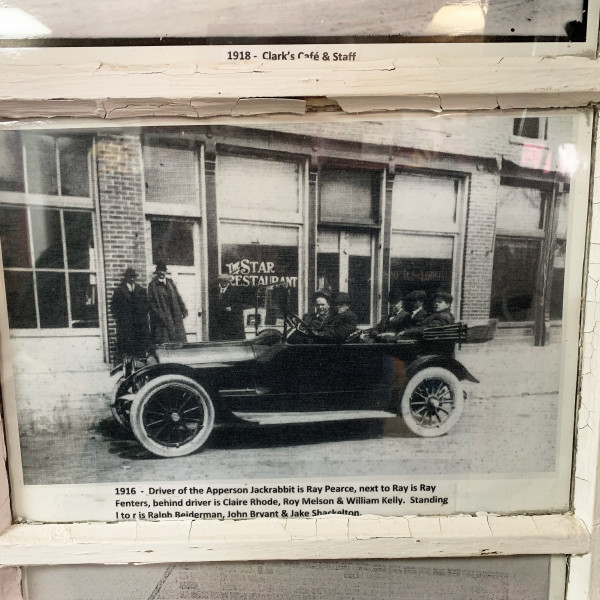 1918 - Clark's Café & Staff
THE STAR
RESTAURANT
1916 - Driver of the Apperson Jackrabbit is Ray Pearce, next to Ray is Ray
Fenters, behind driver is Claire Rhode, Roy Melson & William Kelly. Standing
l to r is Ralph Beiderman, John Bryant & Jake Shackelton.